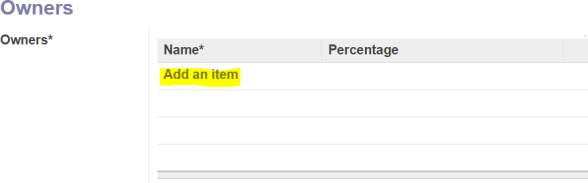 Owners
Owners*
Name* Percentage
Add an item